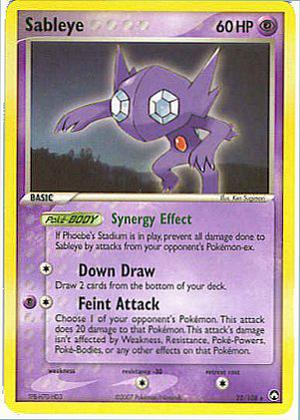 Sableye
60 HP
BASIC
Illus. Ken Sugimori
Poké-BODY Synergy Effect
If Phoebe's Stadium is in play, prevent all damage done to
Sableye by attacks from your opponent's Pokémon-ex.
Down Draw
Draw 2 cards from the bottom of your deck.
Feint Attack
Choose 1 of your opponent's Pokémon. This attack
does 20 damage to that Pokémon. This attack's damage
isn't affected by Weakness, Resistance, Poké-Powers,
Poké-Bodies, or any other effects on that Pokémon.
weakness resistance -30 retreat cost
©2007 Pokémon/Nintendo